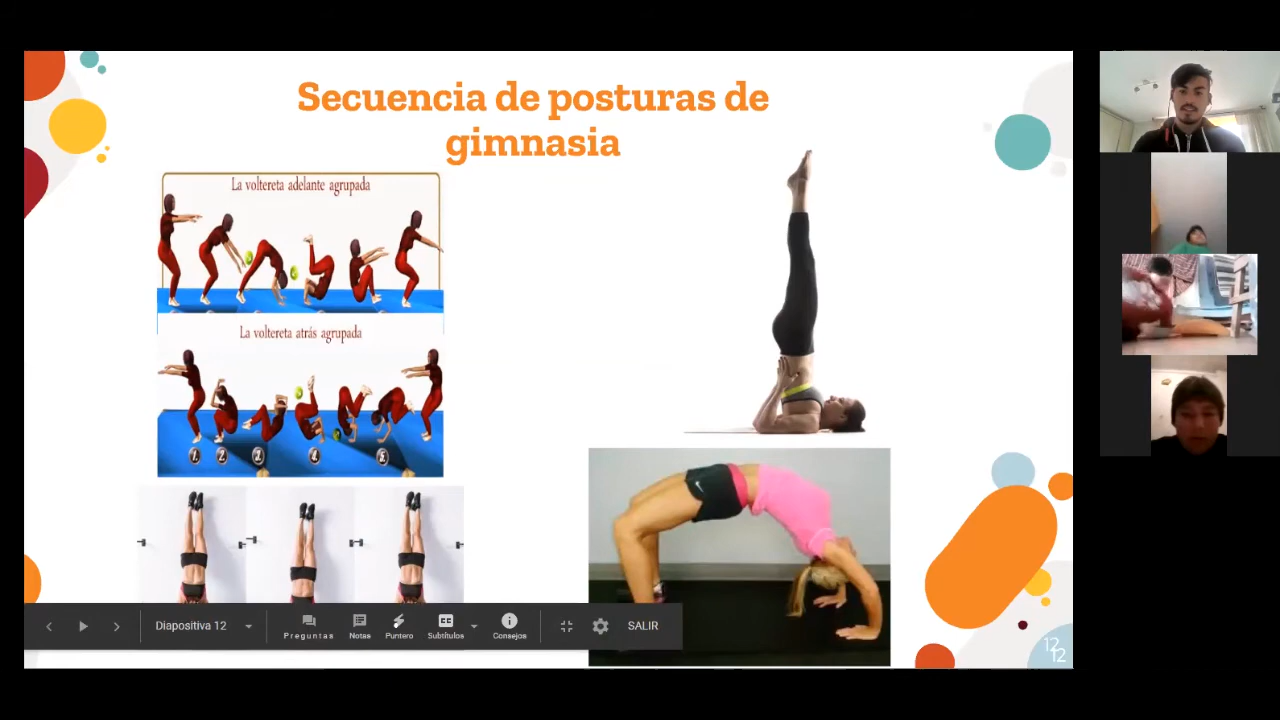 Secuencia de posturas de
gimnasia
La voltereta adelante agrupada
La voltereta atrás agrupada
1 2 3 4 5
Diapositiva 12
Preguntas
Notas
Puntero
Subtítulos
Consejos
SALIR
12
12